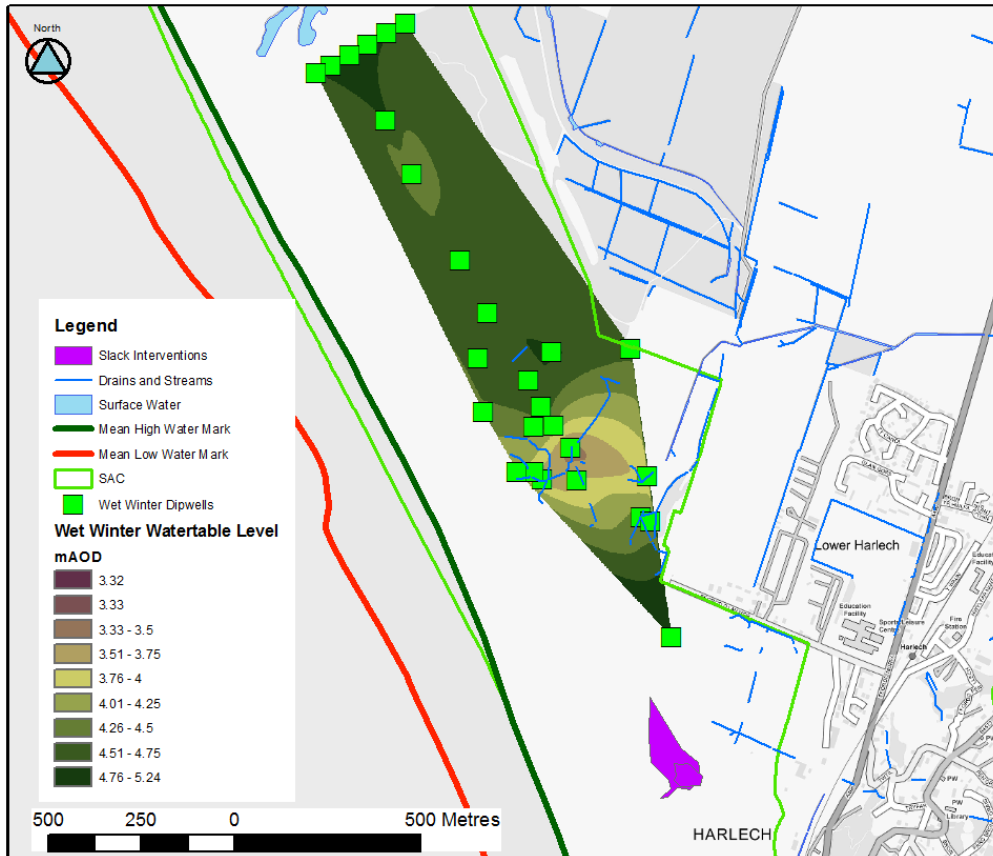 North
Legend
Slack Interventions
Drains and Streams
Surface Water
Mean High Water Mark
Mean Low Water Mark
SAC
Wet Winter Dipwells
Wet Winter Watertable Level
mAOD
3.32
3.33
3.33 - 3.5
3.51 - 3.75
3.76 - 4
4.01 - 4.25
4.26 - 4.5
4.51 - 4.75
4.76 - 5.24
500 250 0 500 Metres
Lower Harlech
Education
Facility
Education
Facility
Sports Leisure
Fire
Station
Harlech
PW
PW
Library
HARLECH